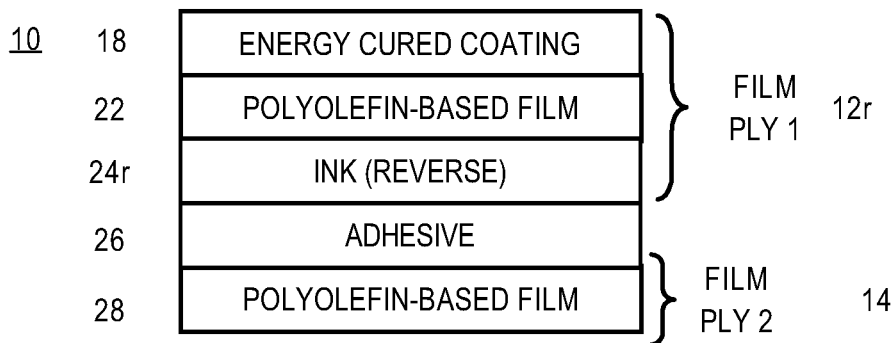 10 18 ENERGY CURED COATING
22 POLYOLEFIN-BASED FILM
FILM PLY 1 12r
24r INK (REVERSE)
26 ADHESIVE
28 POLYOLEFIN-BASED FILM
FILM PLY 2 14